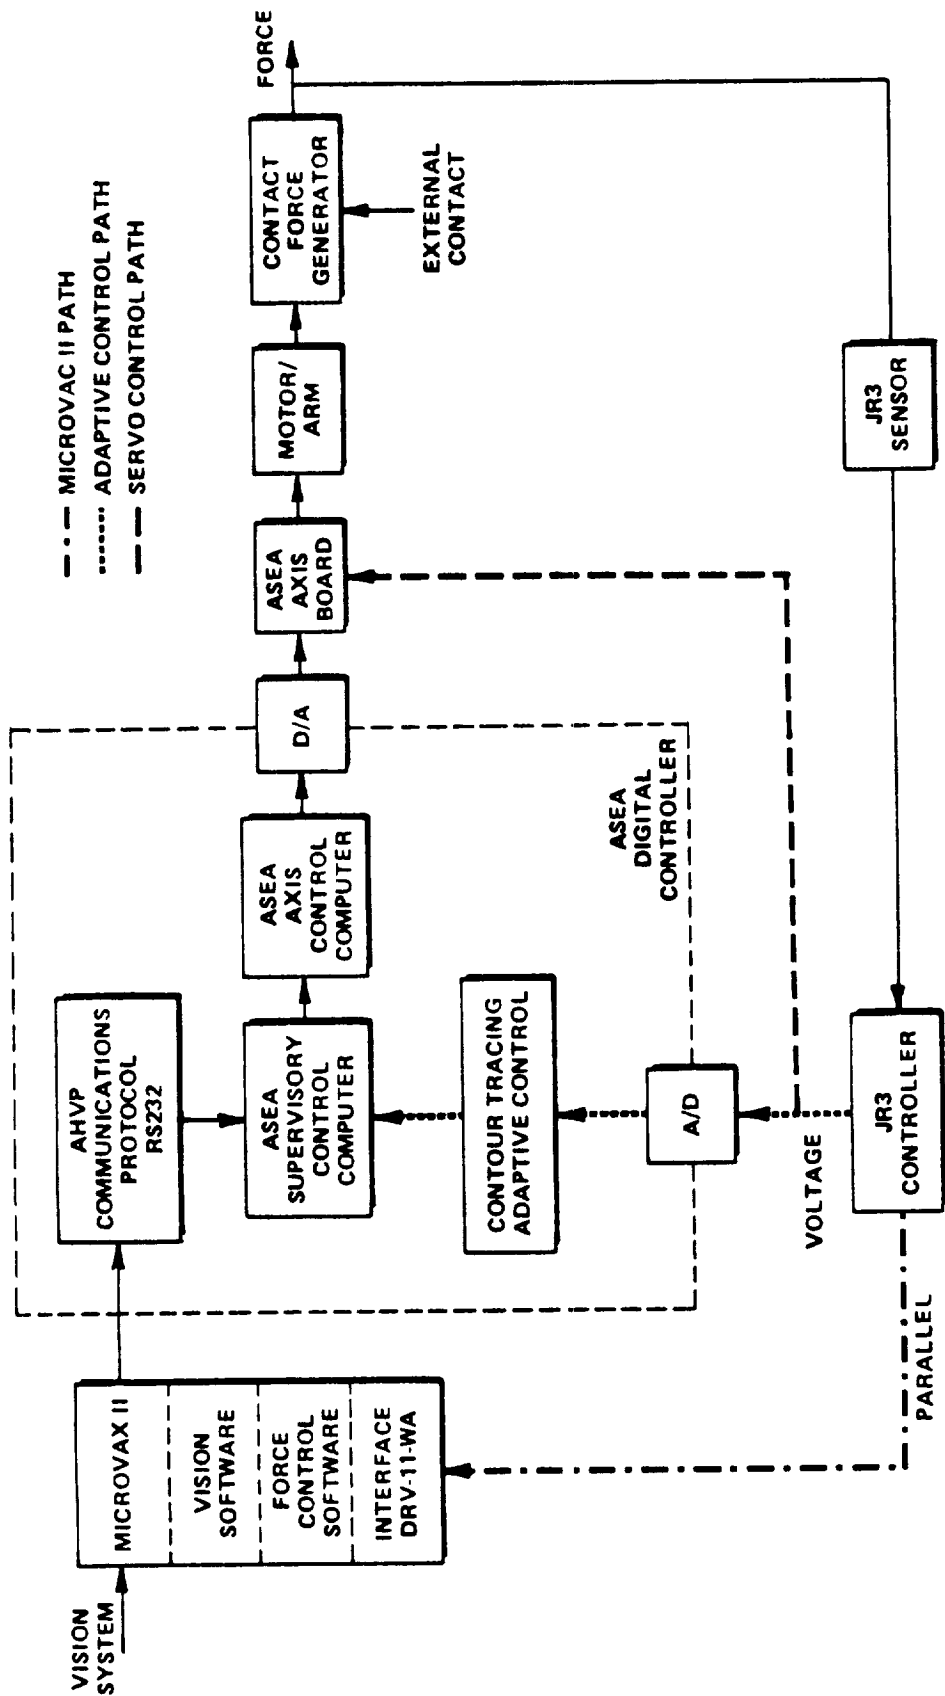 –·– MICROVAC II PATH
······ ADAPTIVE CONTROL PATH
– – SERVO CONTROL PATH
VISION
SYSTEM
MICROVAX II
VISION
SOFTWARE
FORCE
CONTROL
SOFTWARE
INTERFACE
DRV-11-WA
AHVP
COMMUNICATIONS
PROTOCOL
RS232
ASEA
SUPERVISORY
CONTROL
COMPUTER
ASEA
AXIS
CONTROL
COMPUTER
D/A
ASEA
AXIS
BOARD
MOTOR/
ARM
CONTACT
FORCE
GENERATOR
FORCE
EXTERNAL
CONTACT
CONTOUR TRACING
ADAPTIVE CONTROL
ASEA
DIGITAL
CONTROLLER
A/D
VOLTAGE
JR3
CONTROLLER
JR3
SENSOR
PARALLEL